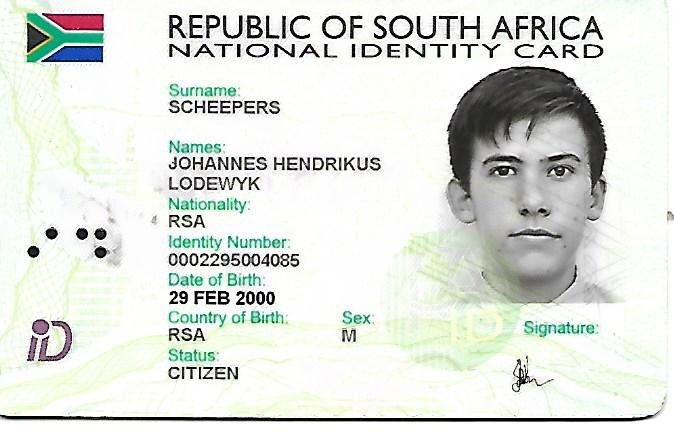 REPUBLIC OF SOUTH AFRICA
NATIONAL IDENTITY CARD
Surname:
SCHEEPERS
Names:
JOHANNES HENDRIKUS
LODEWYK
Nationality:
RSA
Identity Number:
0002295004085
Date of Birth:
29 FEB 2000
Country of Birth:
RSA
Sex:
M
Status:
CITIZEN
Signature:
iD
iD